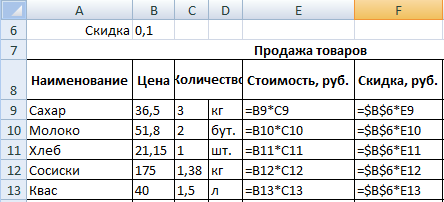 A B C D E F
6 Скидка 0,1
7 Продажа товаров
8 Наименование Цена Количество Стоимость, руб. Скидка, руб.
9 Сахар 36,5 3 кг =B9*C9 =$B$6*E9
10 Молоко 51,8 2 бут. =B10*C10 =$B$6*E10
11 Хлеб 21,15 1 шт. =B11*C11 =$B$6*E11
12 Сосиски 175 1,38 кг =B12*C12 =$B$6*E12
13 Квас 40 1,5 л =B13*C13 =$B$6*E13